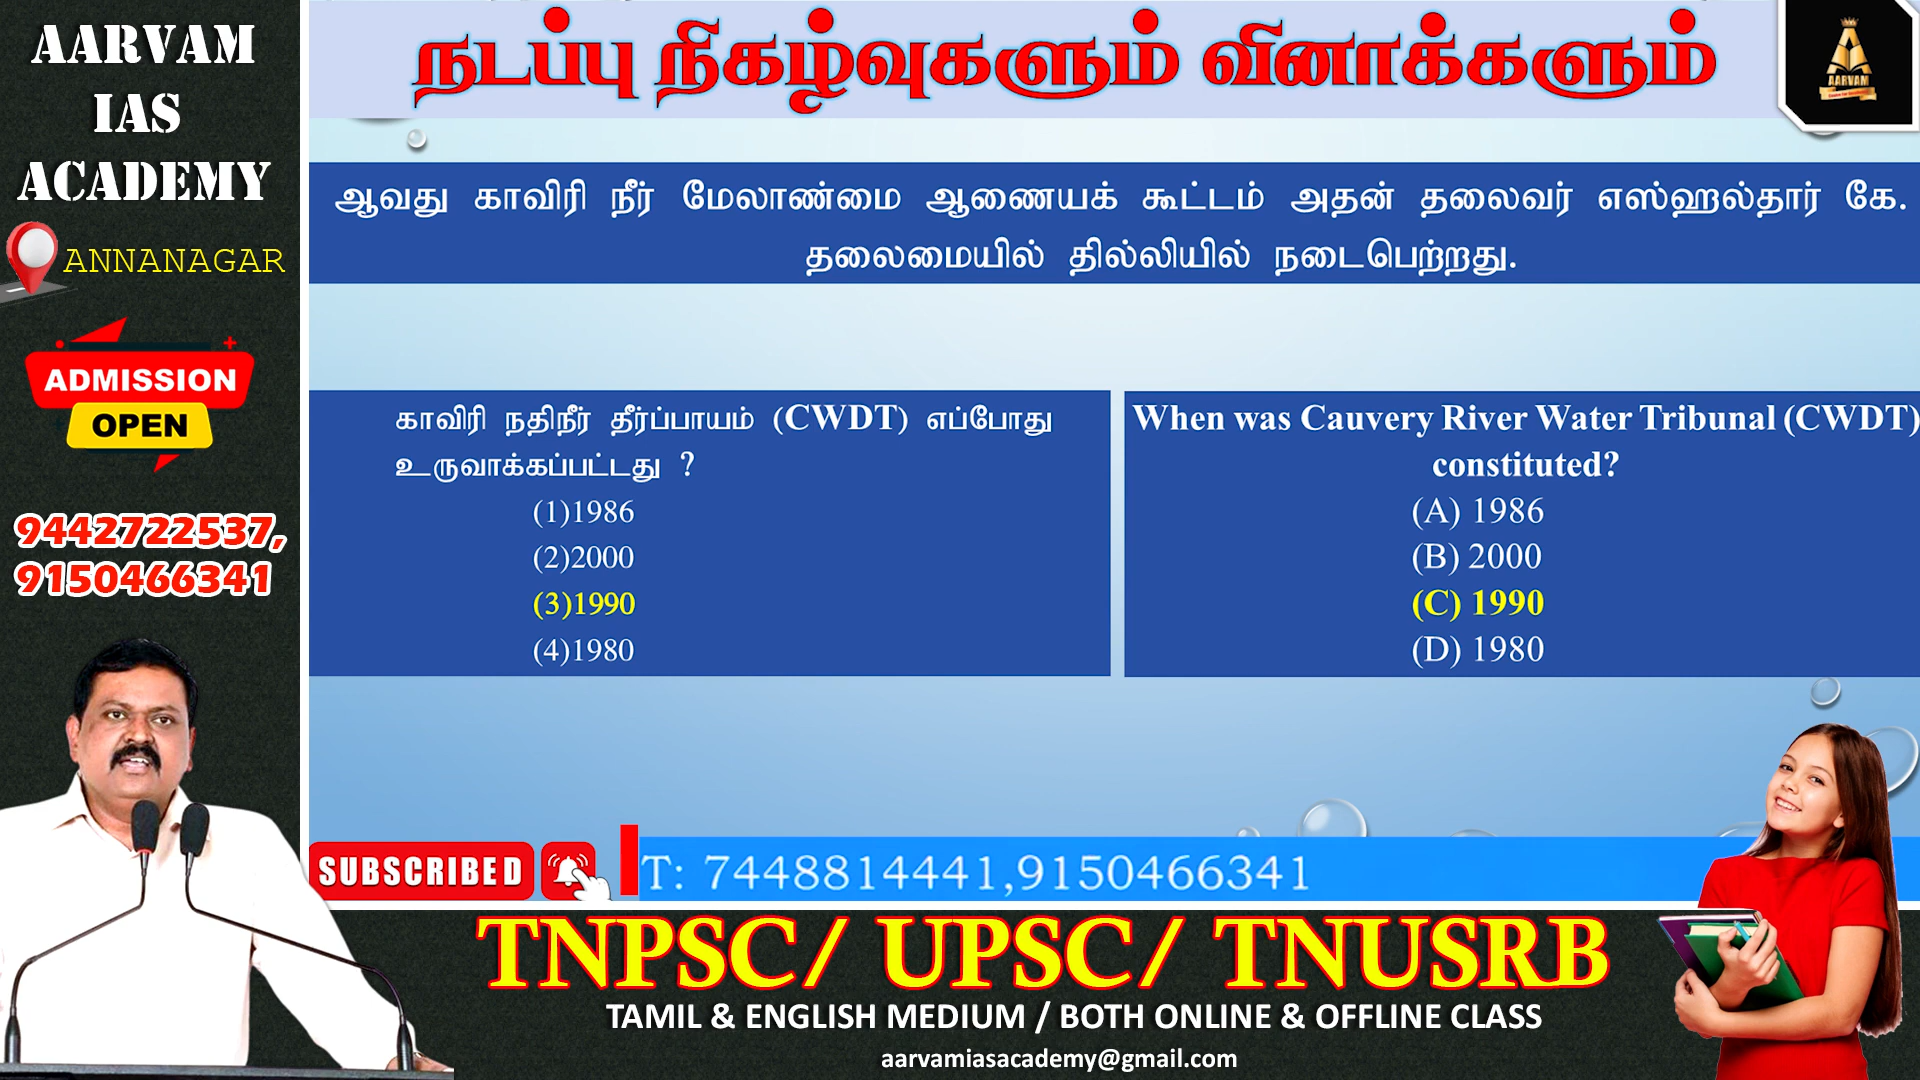 AARVAM
IAS
ACADEMY
ANNANAGAR
ADMISSION
OPEN
9442722537,
9150466341
நடப்பு நிகழ்வுகளும் வினாக்களும்
AARVAM
ஆவது காவிரி நீர் மேலாண்மை ஆணையக் கூட்டம் அதன் தலைவர் எஸ்ஹல்தார் கே.
தலைமையில் தில்லியில் நடைபெற்றது.
காவிரி நதிநீர் தீர்ப்பாயம் (CWDT) எப்போது
உருவாக்கப்பட்டது ?
(1)1986
(2)2000
(3)1990
(4)1980
When was Cauvery River Water Tribunal (CWDT)
constituted?
(A) 1986
(B) 2000
(C) 1990
(D) 1980
SUBSCRIBED
T: 7448814441,9150466341
TNPSC/ UPSC/ TNUSRB
TAMIL & ENGLISH MEDIUM / BOTH ONLINE & OFFLINE CLASS
aarvamiasacademy@gmail.com